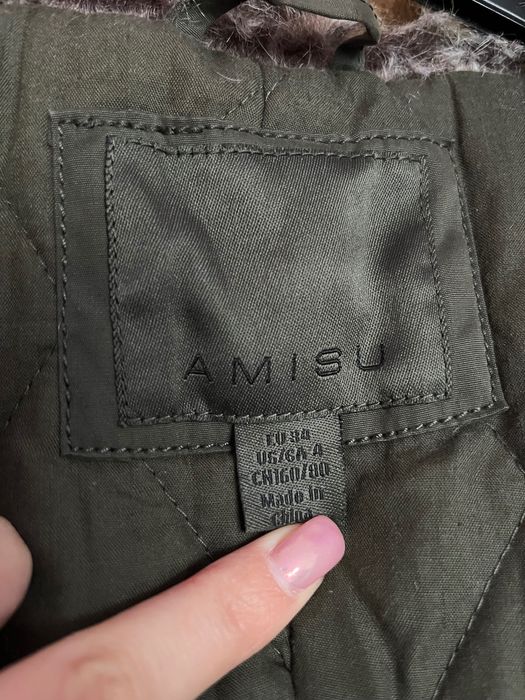 AMISU
EU 34
US/CA 4
CN160/80
Made in
China